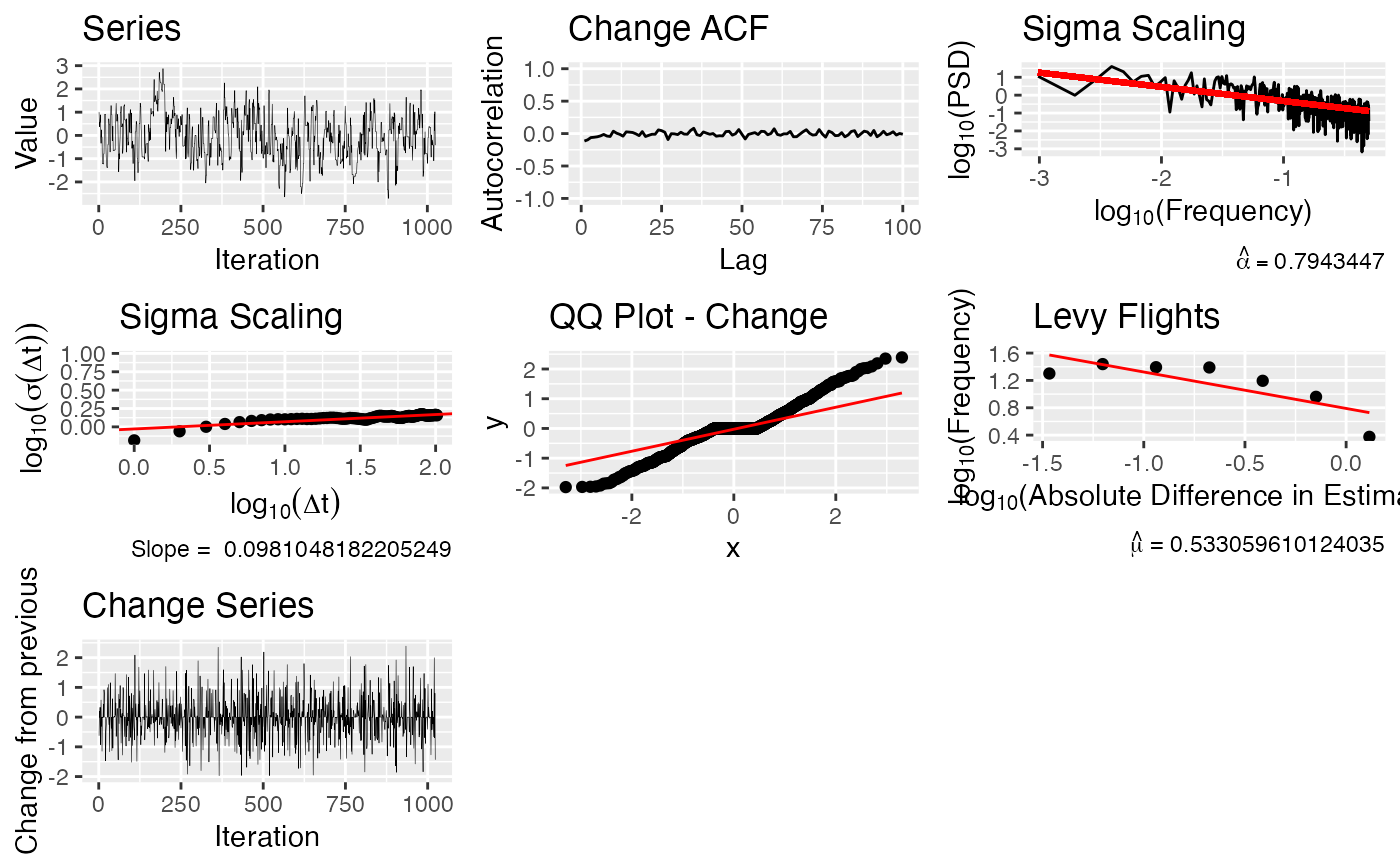 Series
Value
3
2
1
0
-1
-2
0 250 500 750 1000
Iteration
Change ACF
Autocorrelation
1.0
0.5
0.0
-0.5
-1.0
0 25 50 75 100
Lag
Sigma Scaling
log10(PSD)
1
0
-1
-2
-3
-3 -2 -1
log10(Frequency)
α̂ = 0.7943447
Sigma Scaling
log10(σ(Δt))
1.00
0.75
0.50
0.25
0.00
0.0 0.5 1.0 1.5 2.0
log10(Δt)
Slope = 0.0981048182205249
QQ Plot - Change
y
2
1
0
-1
-2
-2 0 2
x
Levy Flights
log10(Frequency)
1.6
1.2
0.8
0.4
-1.5 -1.0 -0.5 0.0
log10(Absolute Difference in Estima
μ̂ = 0.533059610124035
Change Series
Change from previous
2
1
0
-1
-2
0 250 500 750 1000
Iteration